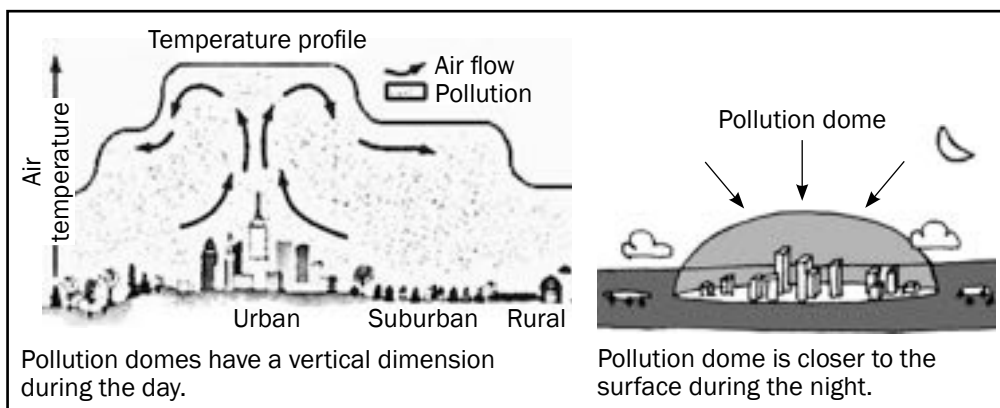 Temperature profile
Air flow
Pollution
Air
temperature
Urban
Suburban
Rural
Pollution domes have a vertical dimension
during the day.
Pollution dome
Pollution dome is closer to the
surface during the night.